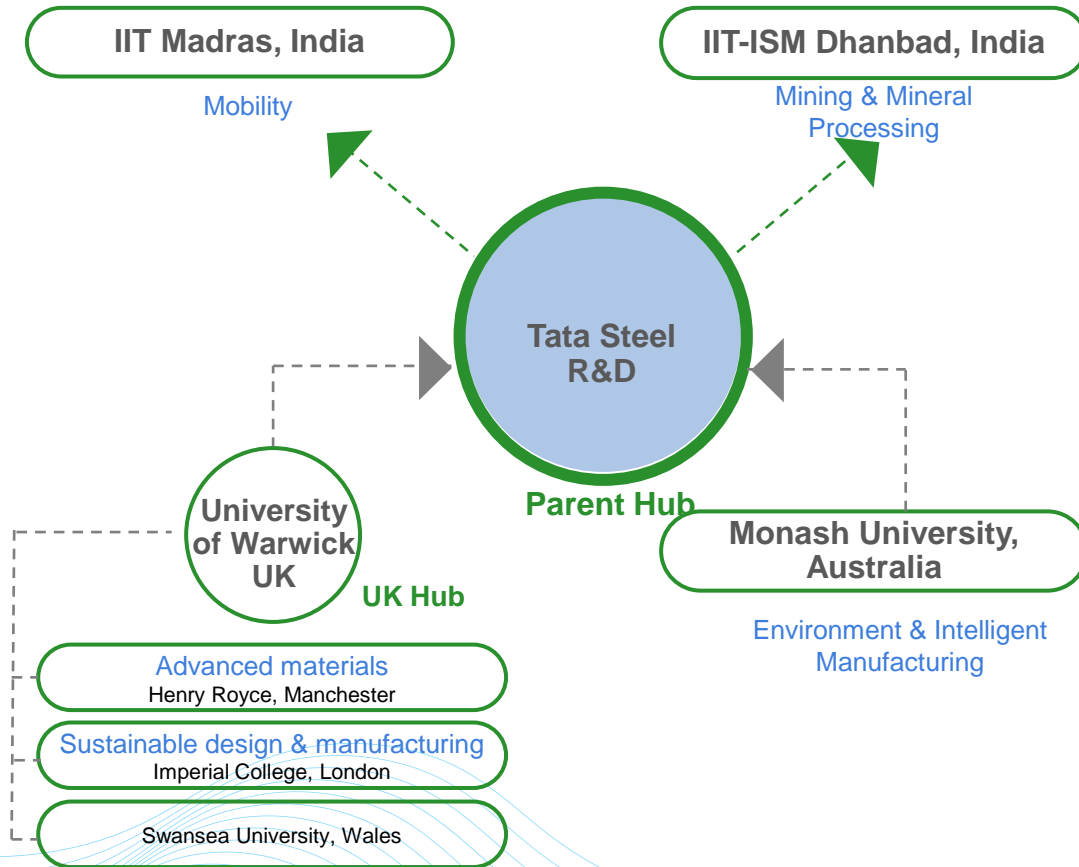 IIT Madras, India
IIT-ISM Dhanbad, India
Mobility
Mining & Mineral
Processing
Tata Steel
R&D
Parent Hub
University
of Warwick
UK
UK Hub
Monash University,
Australia
Environment & Intelligent
Manufacturing
Advanced materials
Henry Royce, Manchester
Sustainable design & manufacturing
Imperial College, London
Swansea University, Wales